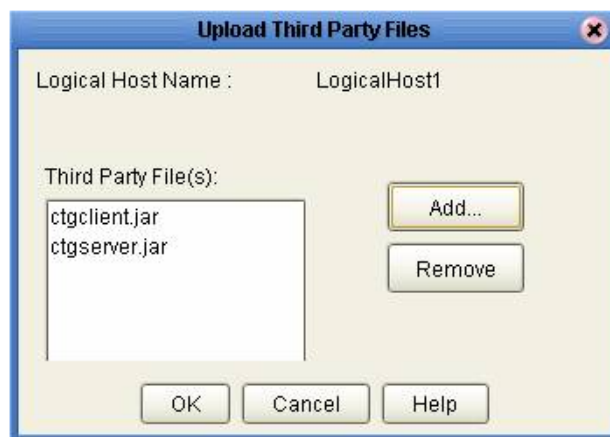 Upload Third Party Files
Logical Host Name : LogicalHost1
Third Party File(s):
ctgclient.jar
ctgserver.jar
Add...
Remove
OK Cancel Help